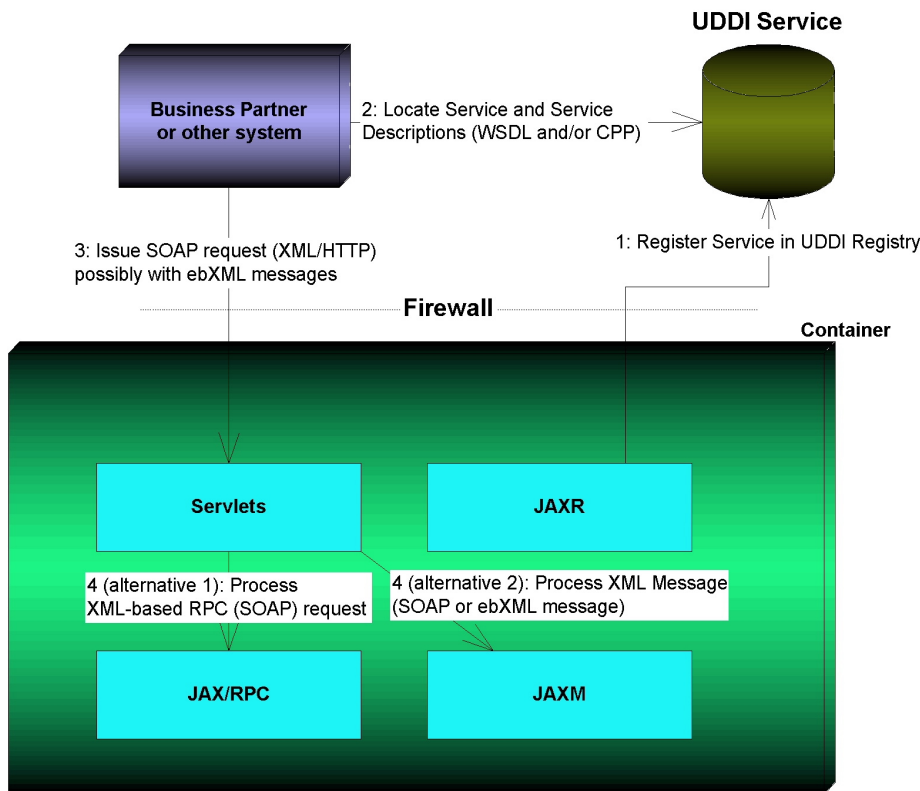 UDDI Service
Business Partner
or other system
2: Locate Service and Service
Descriptions (WSDL and/or CPP)
3: Issue SOAP request (XML/HTTP)
possibly with ebXML messages
1: Register Service in UDDI Registry
Firewall
Container
Servlets
JAXR
4 (alternative 1): Process
XML-based RPC (SOAP) request
4 (alternative 2): Process XML Message
(SOAP or ebXML message)
JAX/RPC
JAXM